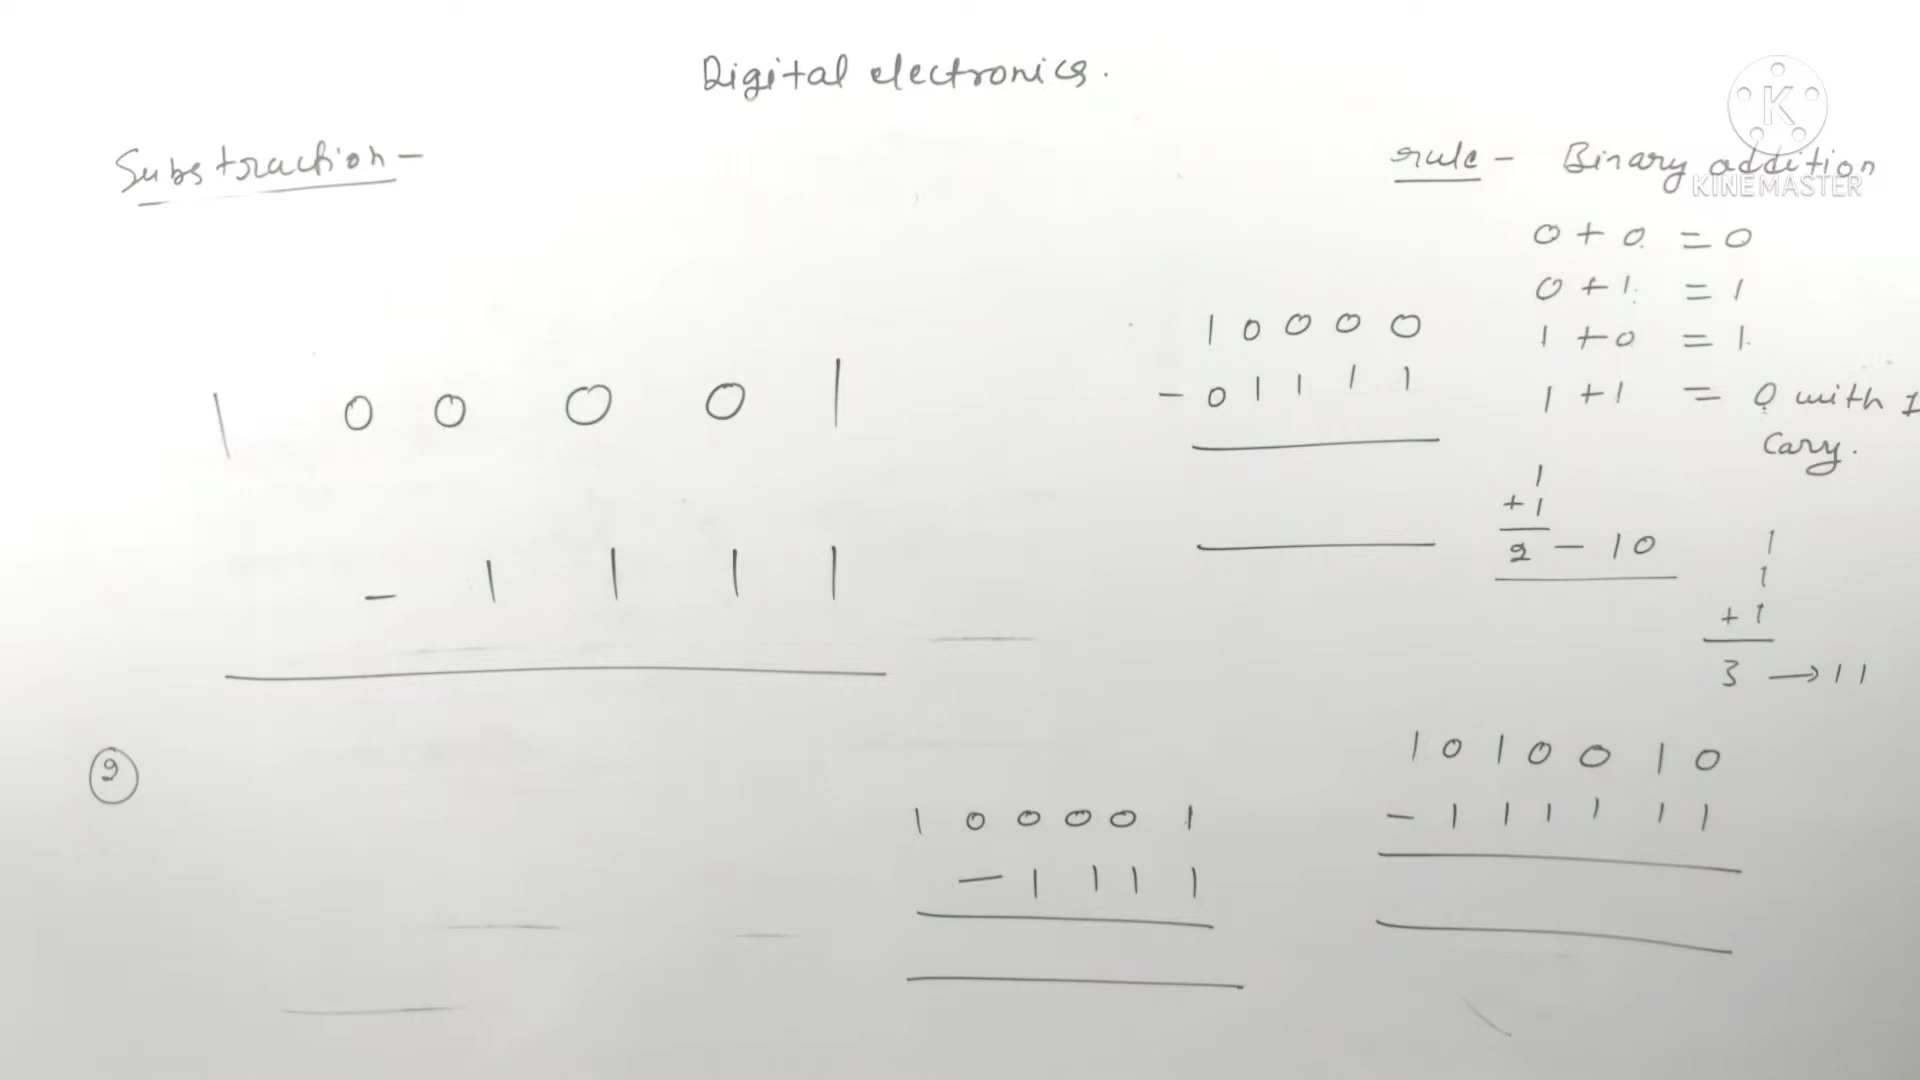 Digital electronics.
Substraction -
1 0 0 0 0 1
- 1 1 1 1
2
1 0 0 0 0
- 0 1 1 1 1
rule - Binary addition
0 + 0 = 0
0 + 1 = 1
1 + 0 = 1
1 + 1 = 0 with 1
Cary.
1
+ 1
2 - 10
1
1
+ 1
3 → 11
1 0 0 0 0 1
- 1 1 1 1
1 0 1 0 0 1 0
- 1 1 1 1 1 1
K
KINEMASTER